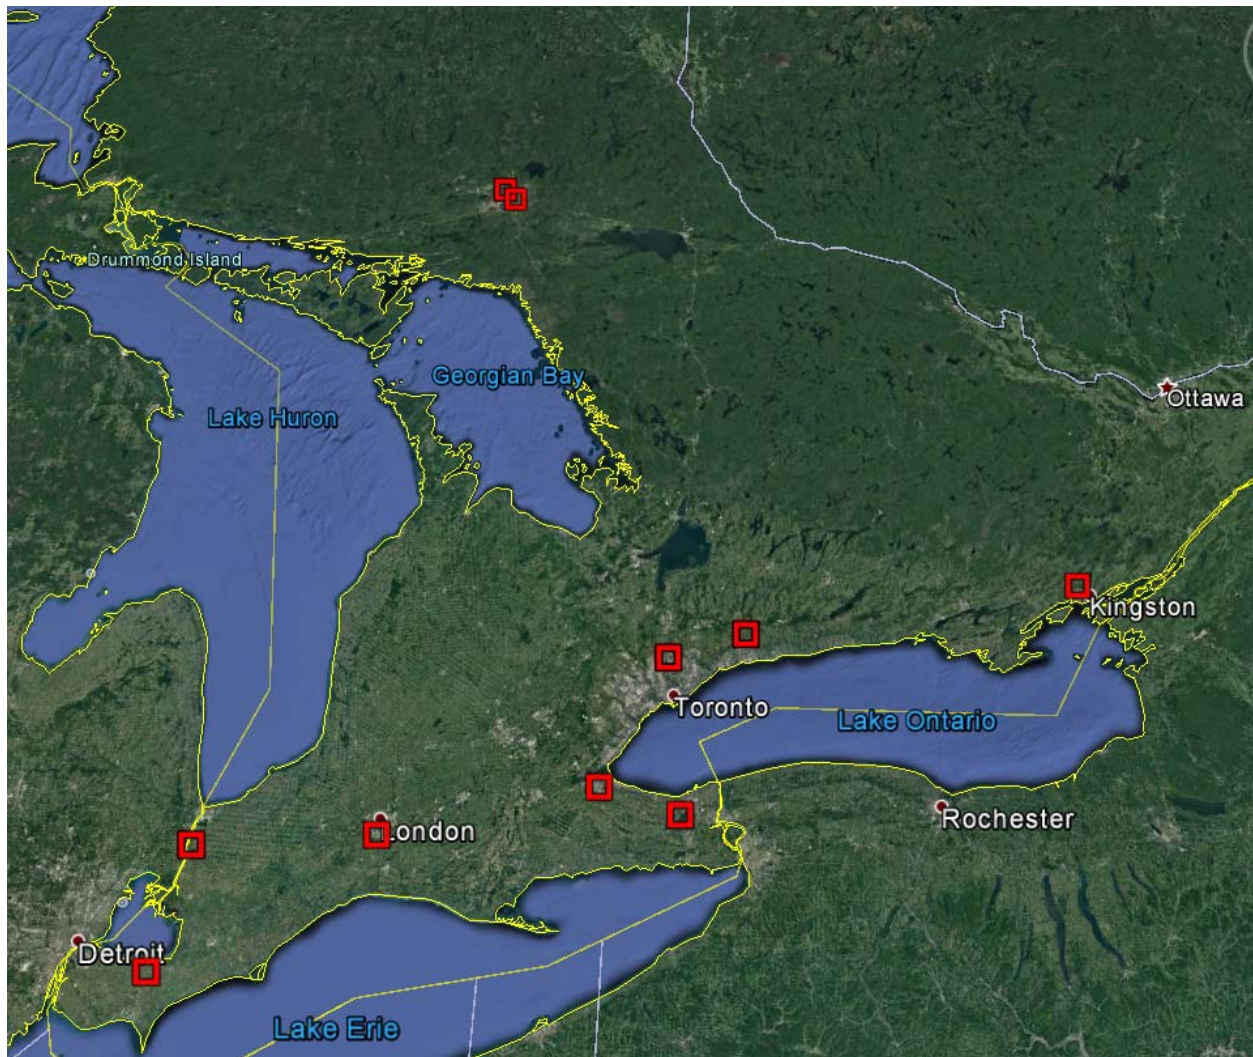 Drummond Island
Georgian Bay
Lake Huron
Ottawa
Kingston
Toronto
Lake Ontario
London
Rochester
Detroit
Lake Erie